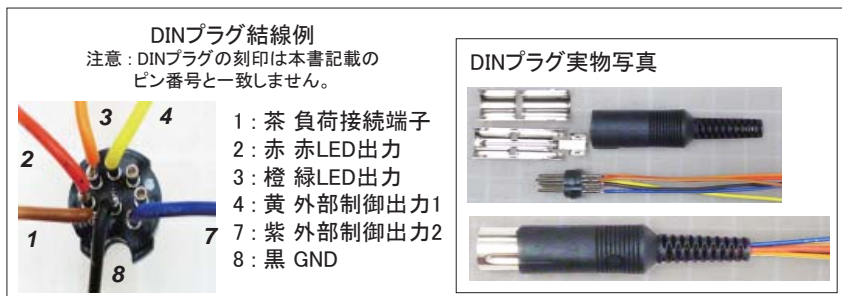 DINプラグ結線例
注意：DINプラグの刻印は本書記載の
ピン番号と一致しません。
3
4
2
1
7
8
1：茶 負荷接続端子
2：赤 赤LED出力
3：橙 緑LED出力
4：黄 外部制御出力1
7：紫 外部制御出力2
8：黒 GND
DINプラグ実物写真